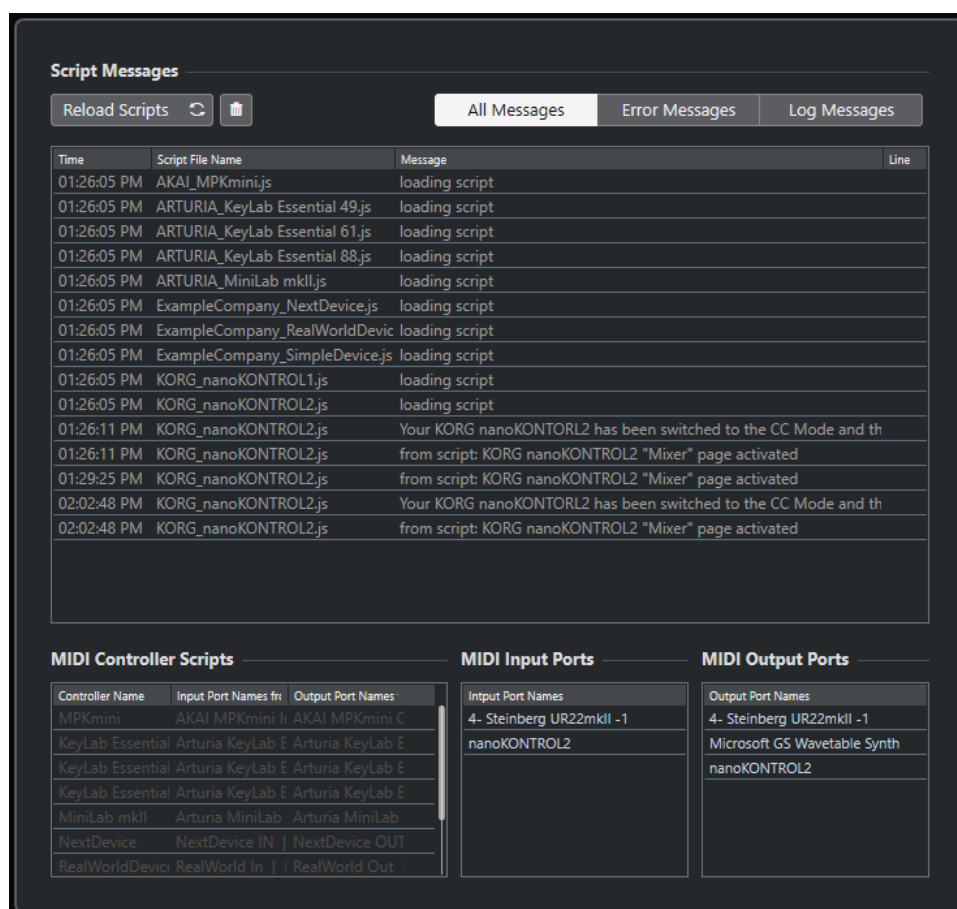 Script Messages
Reload Scripts All Messages Error Messages Log Messages
Time Script File Name Message Line
01:26:05 PM AKAI_MPKmini.js loading script
01:26:05 PM ARTURIA_KeyLab Essential 49.js loading script
01:26:05 PM ARTURIA_KeyLab Essential 61.js loading script
01:26:05 PM ARTURIA_KeyLab Essential 88.js loading script
01:26:05 PM ARTURIA_MiniLab mkII.js loading script
01:26:05 PM ExampleCompany_NextDevice.js loading script
01:26:05 PM ExampleCompany_RealWorldDevic loading script
01:26:05 PM ExampleCompany_SimpleDevice.js loading script
01:26:05 PM KORG_nanoKONTROL1.js loading script
01:26:05 PM KORG_nanoKONTROL2.js loading script
01:26:11 PM KORG_nanoKONTROL2.js Your KORG nanoKONTORL2 has been switched to the CC Mode and th
01:26:11 PM KORG_nanoKONTROL2.js from script: KORG nanoKONTROL2 "Mixer" page activated
01:29:25 PM KORG_nanoKONTROL2.js from script: KORG nanoKONTROL2 "Mixer" page activated
02:02:48 PM KORG_nanoKONTROL2.js Your KORG nanoKONTORL2 has been switched to the CC Mode and th
02:02:48 PM KORG_nanoKONTROL2.js from script: KORG nanoKONTROL2 "Mixer" page activated
MIDI Controller Scripts MIDI Input Ports MIDI Output Ports
Controller Name Input Port Names fr Output Port Names Intput Port Names Output Port Names
MPKmini AKAI MPKmini I AKAI MPKmini C 4- Steinberg UR22mkII -1 4- Steinberg UR22mkII -1
KeyLab Essential Arturia KeyLab E Arturia KeyLab E nanoKONTROL2 Microsoft GS Wavetable Synth
KeyLab Essential Arturia KeyLab E Arturia KeyLab E nanoKONTROL2
KeyLab Essential Arturia KeyLab E Arturia KeyLab E
MiniLab mkII Arturia MiniLab Arturia MiniLab
NextDevice NextDevice IN | NextDevice OUT
RealWorldDevic RealWorld In | RealWorld Out